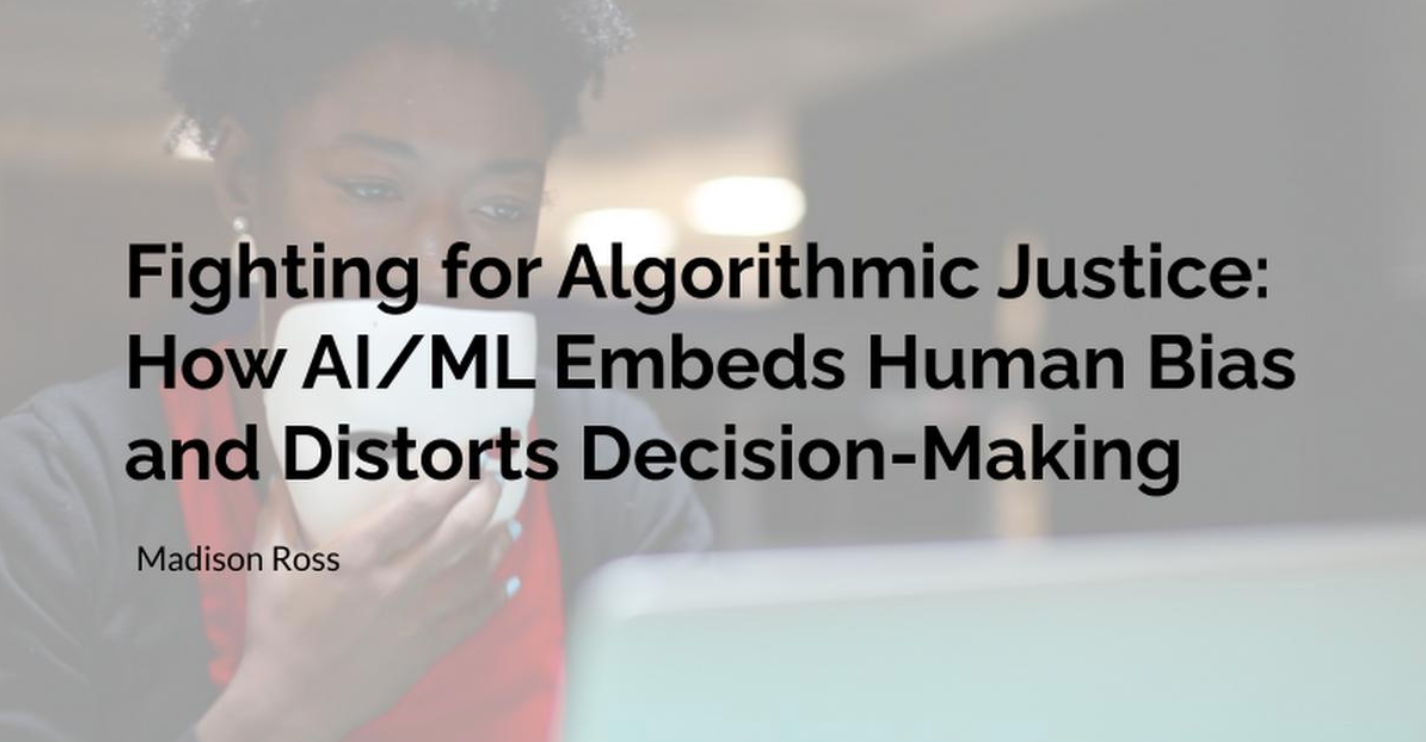 Fighting for Algorithmic Justice:
How AI/ML Embeds Human Bias
and Distorts Decision-Making
Madison Ross